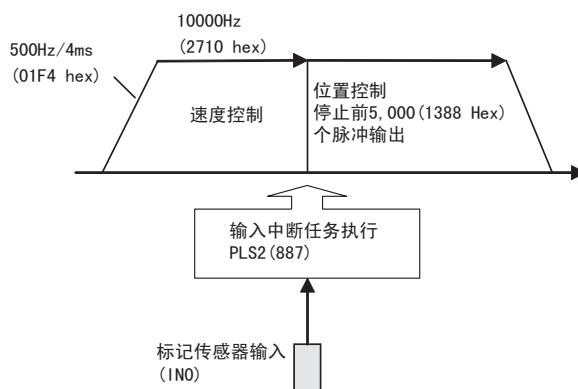 10000Hz
(2710 hex)
500Hz/4ms
(01F4 hex)
速度控制
位置控制
停止前5,000(1388 Hex)
个脉冲输出
输入中断任务执行
PLS2(887)
标记传感器输入
(IN0)